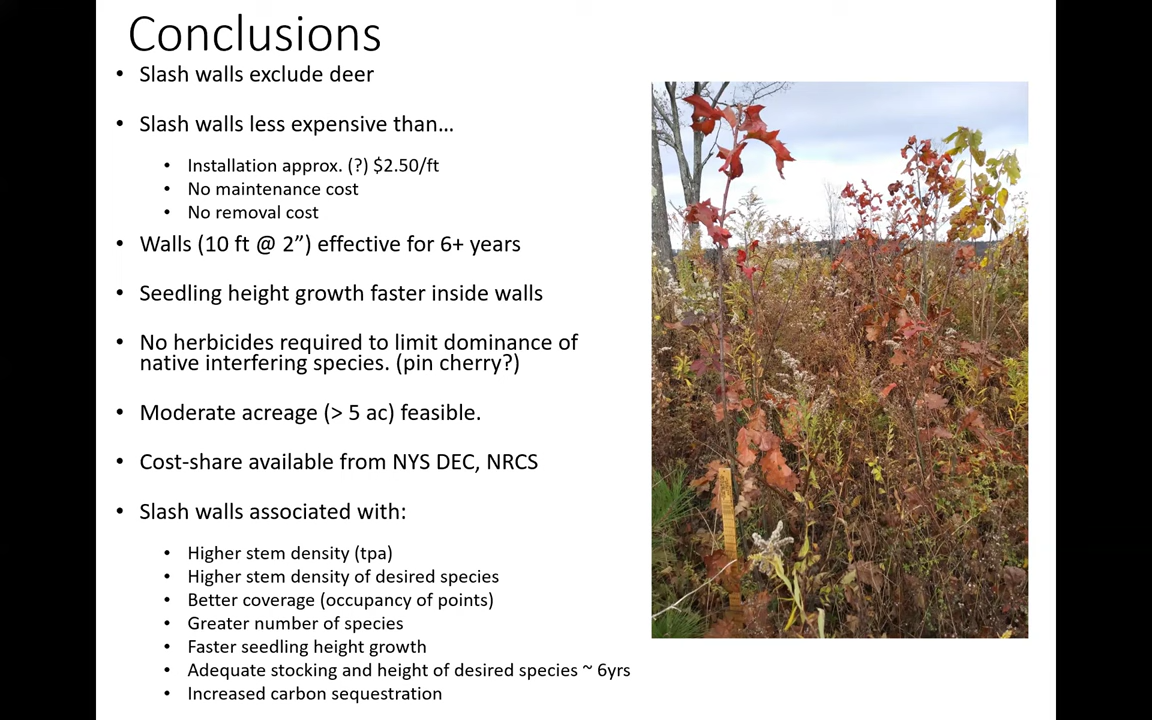 Conclusions
• Slash walls exclude deer
• Slash walls less expensive than…
• Installation approx. (?) $2.50/ft
• No maintenance cost
• No removal cost
• Walls (10 ft @ 2”) effective for 6+ years
• Seedling height growth faster inside walls
• No herbicides required to limit dominance of
native interfering species. (pin cherry?)
• Moderate acreage (> 5 ac) feasible.
• Cost-share available from NYS DEC, NRCS
• Slash walls associated with:
• Higher stem density (tpa)
• Higher stem density of desired species
• Better coverage (occupancy of points)
• Greater number of species
• Faster seedling height growth
• Adequate stocking and height of desired species ~ 6yrs
• Increased carbon sequestration